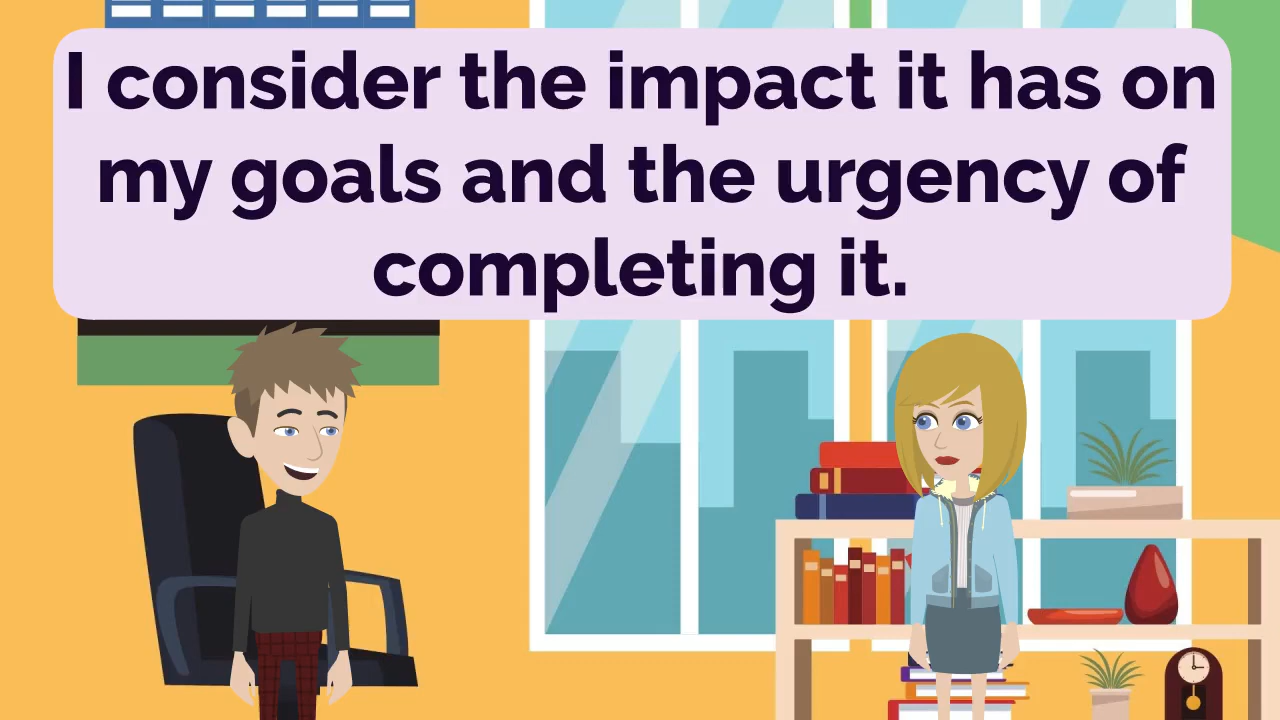 I consider the impact it has on
my goals and the urgency of
completing it.